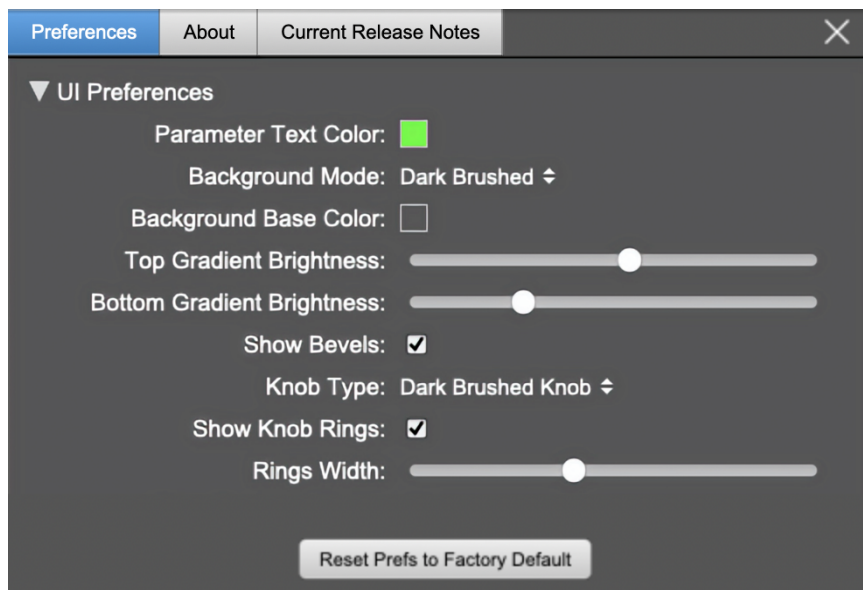 Preferences About Current Release Notes
UI Preferences
Parameter Text Color:
Background Mode: Dark Brushed
Background Base Color:
Top Gradient Brightness:
Bottom Gradient Brightness:
Show Bevels:
Knob Type: Dark Brushed Knob
Show Knob Rings:
Rings Width:
Reset Prefs to Factory Default